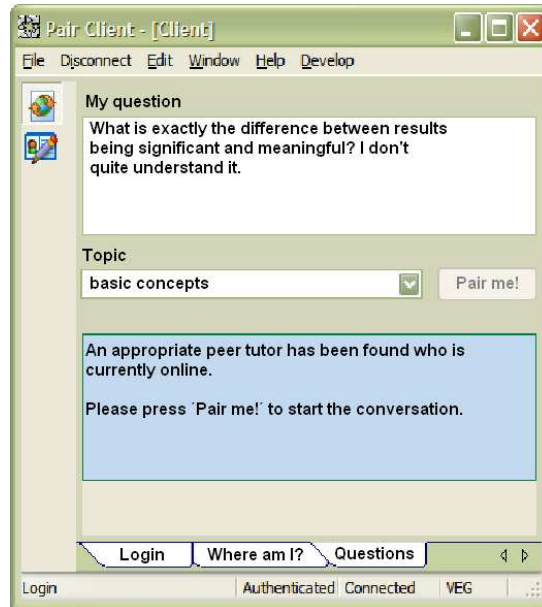 Pair Client - [Client]
File Disconnect Edit Window Help Develop
My question
What is exactly the difference between results
being significant and meaningful? I don't
quite understand it.
Topic
basic concepts
Pair me!
An appropriate peer tutor has been found who is
currently online.
Please press ´Pair me!´ to start the conversation.
Login Where am I? Questions
Login Authenticated Connected VEG